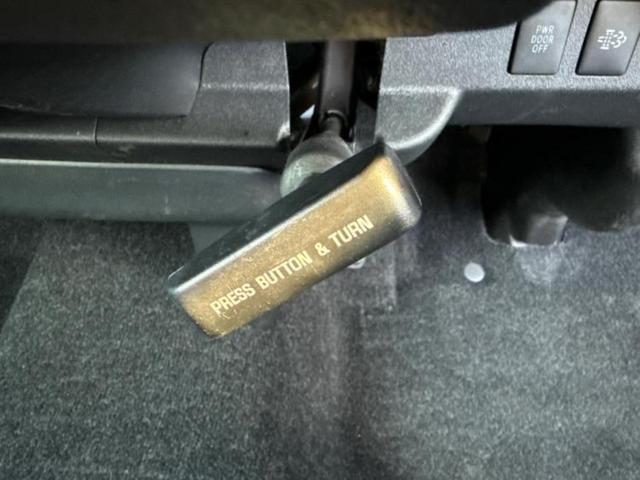 PWR
DOOR
OFF
PRESS BUTTON & TURN